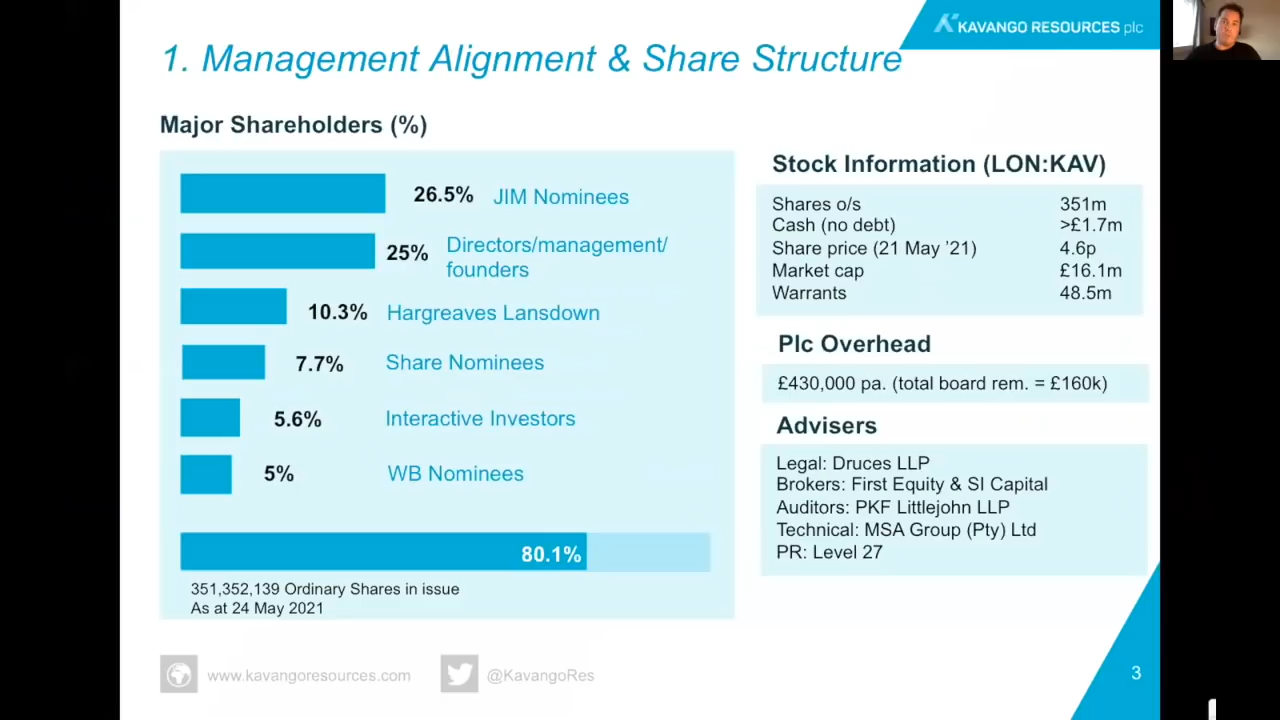 KAVANGO RESOURCES plc
1. Management Alignment & Share Structure
Major Shareholders (%)
26.5% JIM Nominees
25% Directors/management/
founders
10.3% Hargreaves Lansdown
7.7% Share Nominees
5.6% Interactive Investors
5% WB Nominees
80.1%
351,352,139 Ordinary Shares in issue
As at 24 May 2021
Stock Information (LON:KAV)
Shares o/s 351m
Cash (no debt) >£1.7m
Share price (21 May ’21) 4.6p
Market cap £16.1m
Warrants 48.5m
Plc Overhead
£430,000 pa. (total board rem. = £160k)
Advisers
Legal: Druces LLP
Brokers: First Equity & SI Capital
Auditors: PKF Littlejohn LLP
Technical: MSA Group (Pty) Ltd
PR: Level 27
www.kavangoresources.com @KavangoRes
3